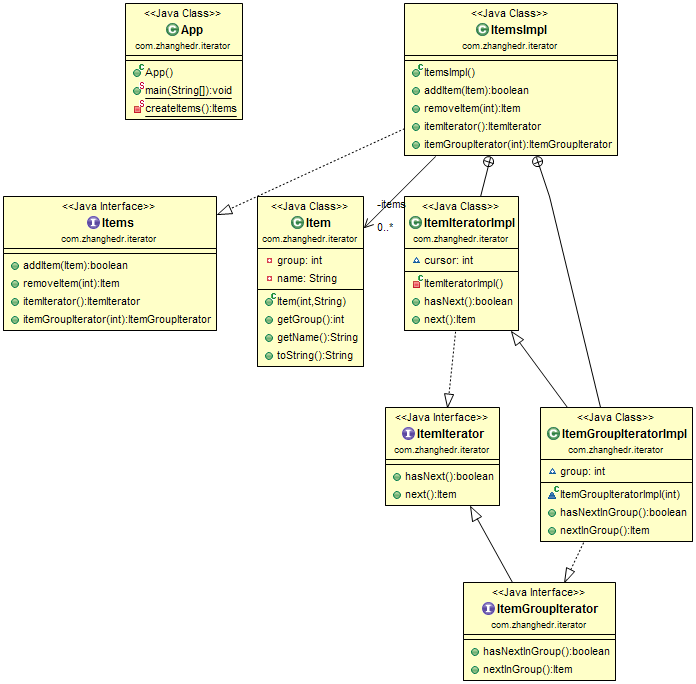 <<Java Class>>
App
com.zhanghedr.iterator
App()
main(String[]):void
createItems():Items
<<Java Class>>
ItemsImpl
com.zhanghedr.iterator
ItemsImpl()
addItem(Item):boolean
removeItem(int):Item
itemIterator():ItemIterator
itemGroupIterator(int):ItemGroupIterator
<<Java Interface>>
Items
com.zhanghedr.iterator
addItem(Item):boolean
removeItem(int):Item
itemIterator():ItemIterator
itemGroupIterator(int):ItemGroupIterator
<<Java Class>>
Item
com.zhanghedr.iterator
group: int
name: String
Item(int,String)
getGroup():int
getName():String
toString():String
-items
0..*
<<Java Class>>
ItemIteratorImpl
com.zhanghedr.iterator
cursor: int
ItemIteratorImpl()
hasNext():boolean
next():Item
<<Java Interface>>
ItemIterator
com.zhanghedr.iterator
hasNext():boolean
next():Item
<<Java Class>>
ItemGroupIteratorImpl
com.zhanghedr.iterator
group: int
ItemGroupIteratorImpl(int)
hasNextInGroup():boolean
nextInGroup():Item
<<Java Interface>>
ItemGroupIterator
com.zhanghedr.iterator
hasNextInGroup():boolean
nextInGroup():Item